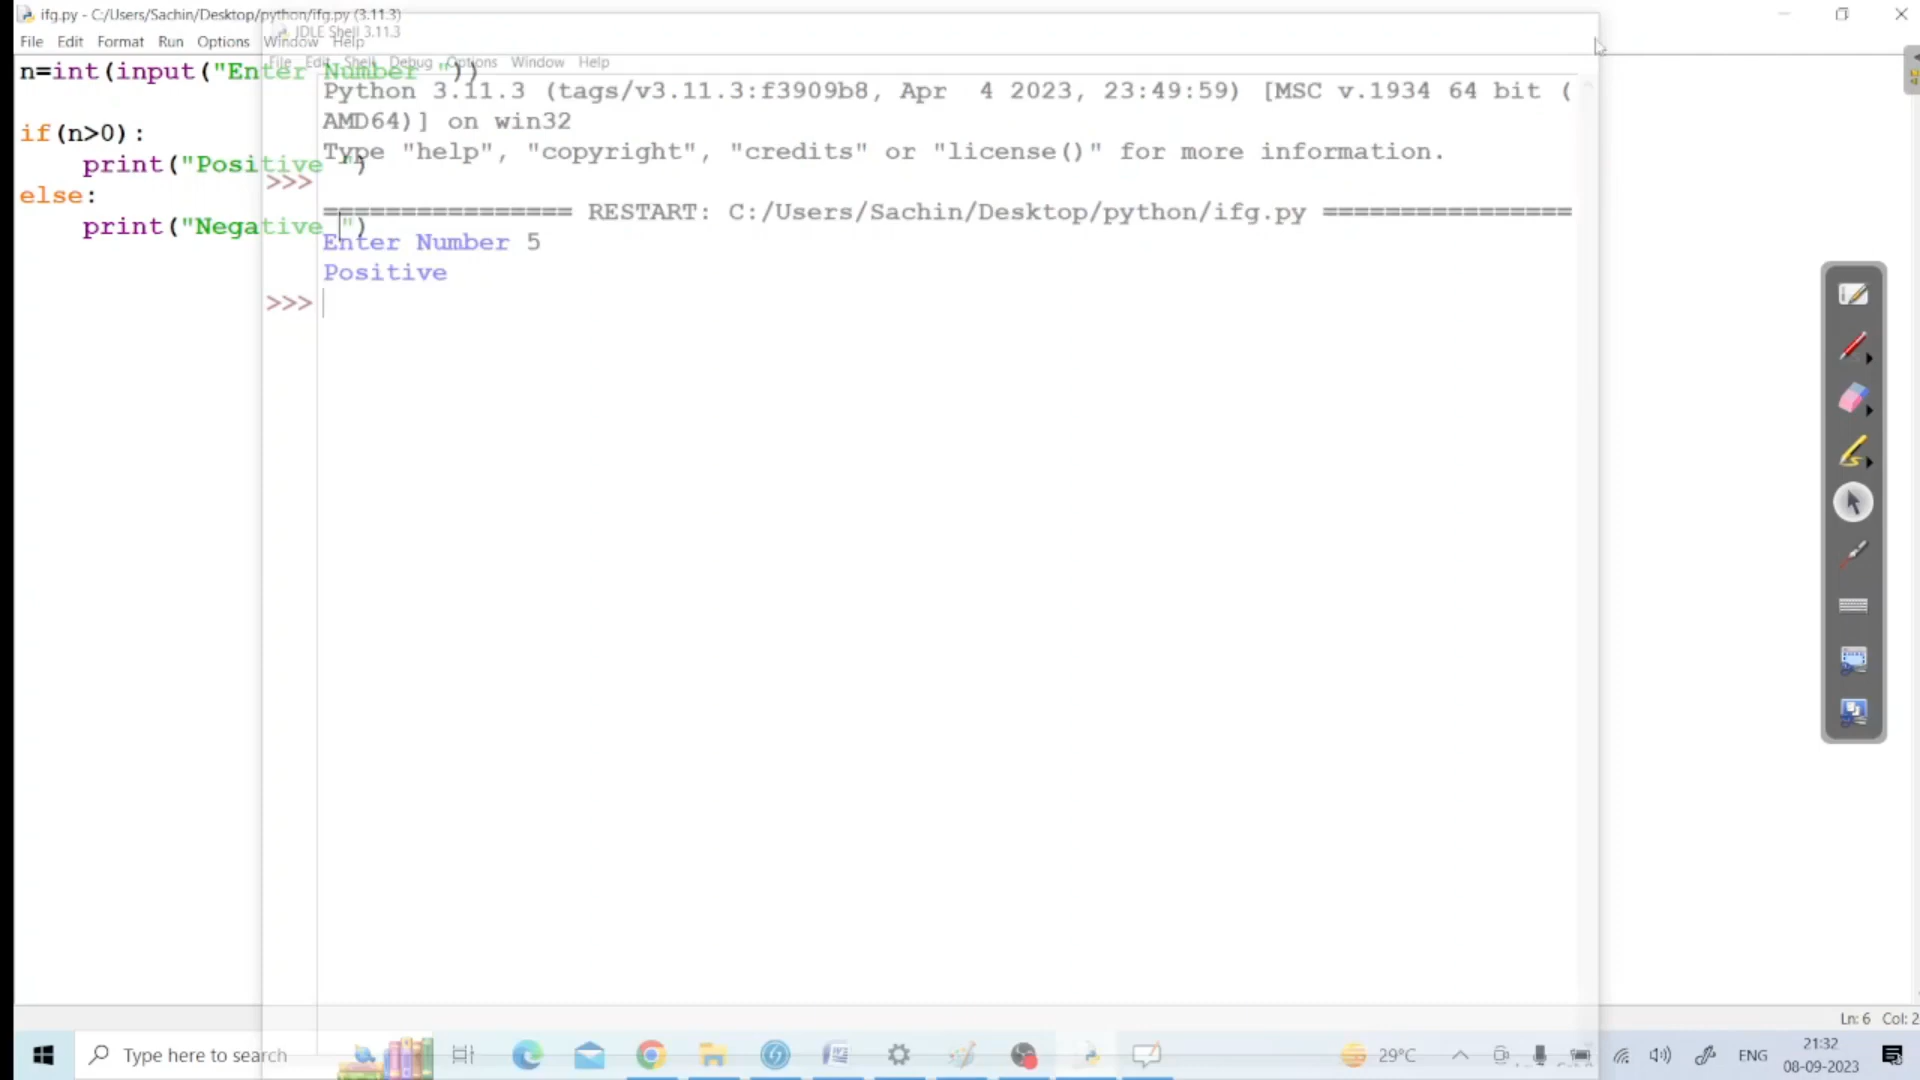 ifg.py - C:/Users/Sachin/Desktop/python/ifg.py (3.11.3)
File Edit Format Run Options Window Help
n=int(input("Enter Number "))
if(n>0):
    print("Positive ")
else:
    print("Negative ")
IDLE Shell 3.11.3
File Edit Shell Debug Options Window Help
Python 3.11.3 (tags/v3.11.3:f3909b8, Apr  4 2023, 23:49:59) [MSC v.1934 64 bit (
AMD64)] on win32
Type "help", "copyright", "credits" or "license()" for more information.
>>>
================ RESTART: C:/Users/Sachin/Desktop/python/ifg.py ================
Enter Number 5
Positive
>>>
Ln: 6 Col: 2
Type here to search
29°C
ENG
21:32
08-09-2023